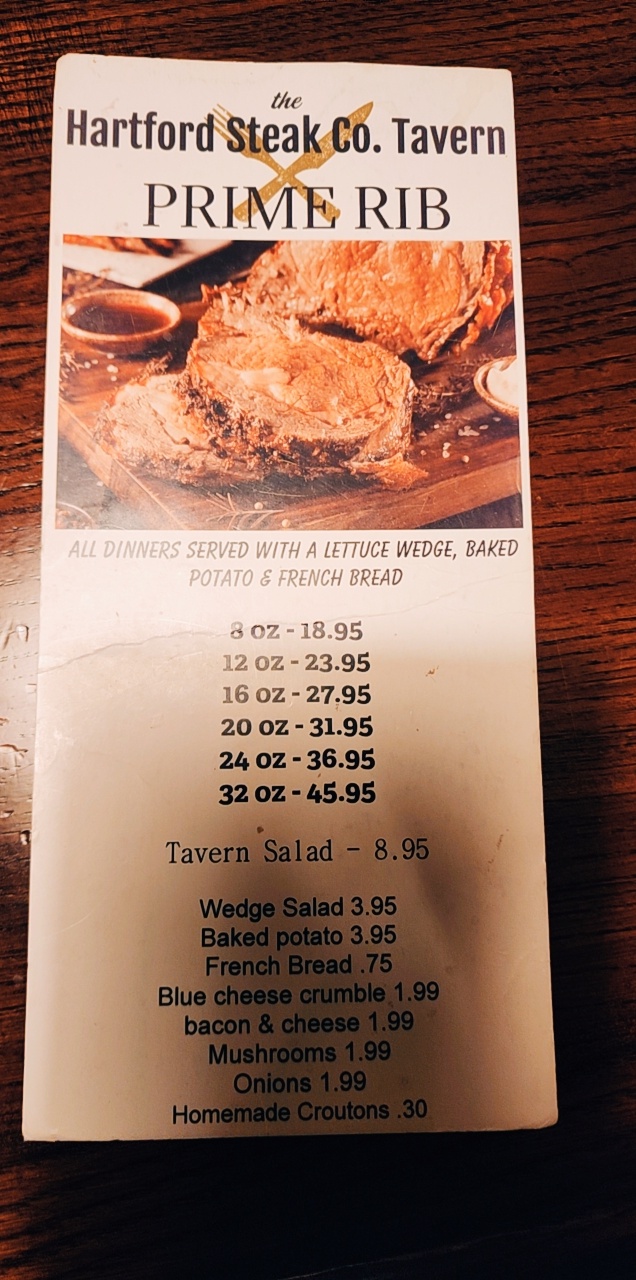 the
Hartford Steak Co. Tavern
PRIME RIB
ALL DINNERS SERVED WITH A LETTUCE WEDGE, BAKED
POTATO & FRENCH BREAD
8 oz - 18.95
12 oz - 23.95
16 oz - 27.95
20 oz - 31.95
24 oz - 36.95
32 oz - 45.95
Tavern Salad - 8.95
Wedge Salad 3.95
Baked potato 3.95
French Bread .75
Blue cheese crumble 1.99
bacon & cheese 1.99
Mushrooms 1.99
Onions 1.99
Homemade Croutons .30